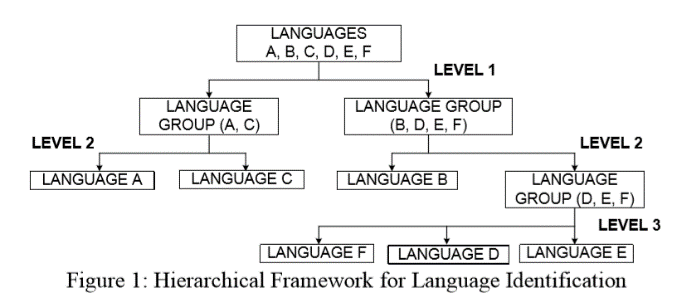 LANGUAGES
A, B, C, D, E, F
LEVEL 1
LANGUAGE
GROUP (A, C)
LANGUAGE GROUP
(B, D, E, F)
LEVEL 2
LEVEL 2
LANGUAGE A
LANGUAGE C
LANGUAGE B
LANGUAGE
GROUP (D, E, F)
LEVEL 3
LANGUAGE F
LANGUAGE D
LANGUAGE E
Figure 1: Hierarchical Framework for Language Identification